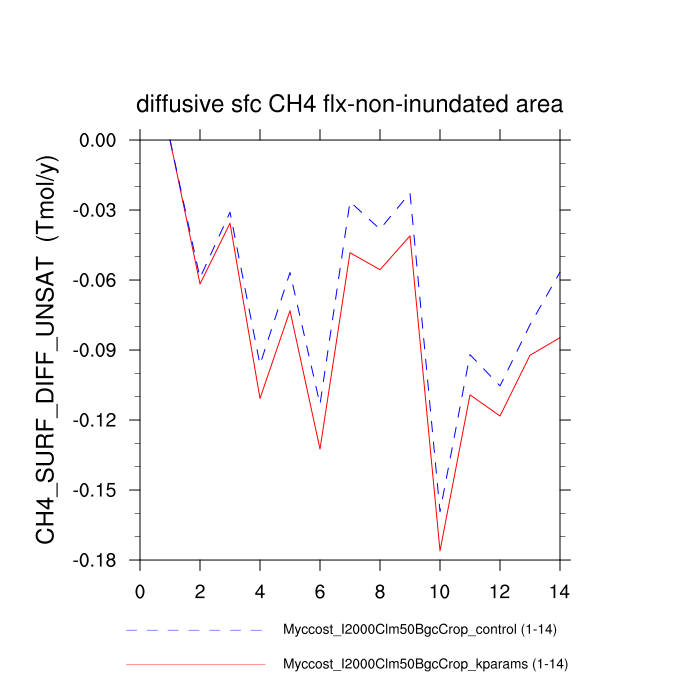 diffusive sfc CH4 flx-non-inundated area
CH4_SURF_DIFF_UNSAT (Tmol/y)
0.00
-0.03
-0.06
-0.09
-0.12
-0.15
-0.18
0 2 4 6 8 10 12 14
Myccost_I2000Clm50BgcCrop_control (1-14)
Myccost_I2000Clm50BgcCrop_kparams (1-14)